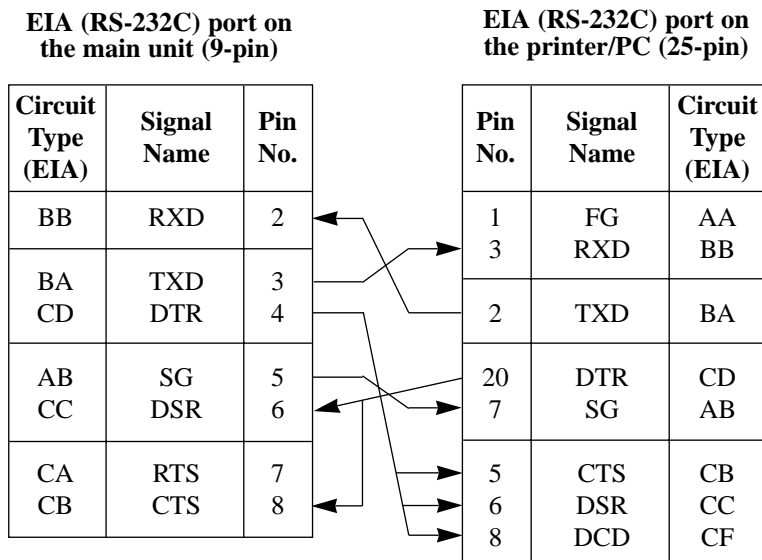 EIA (RS-232C) port on
the main unit (9-pin)
Circuit
Type
(EIA)
Signal
Name
Pin
No.
BB RXD 2
BA TXD 3
CD DTR 4
AB SG 5
CC DSR 6
CA RTS 7
CB CTS 8
EIA (RS-232C) port on
the printer/PC (25-pin)
Pin
No.
Signal
Name
Circuit
Type
(EIA)
1 FG AA
3 RXD BB
2 TXD BA
20 DTR CD
7 SG AB
5 CTS CB
6 DSR CC
8 DCD CF